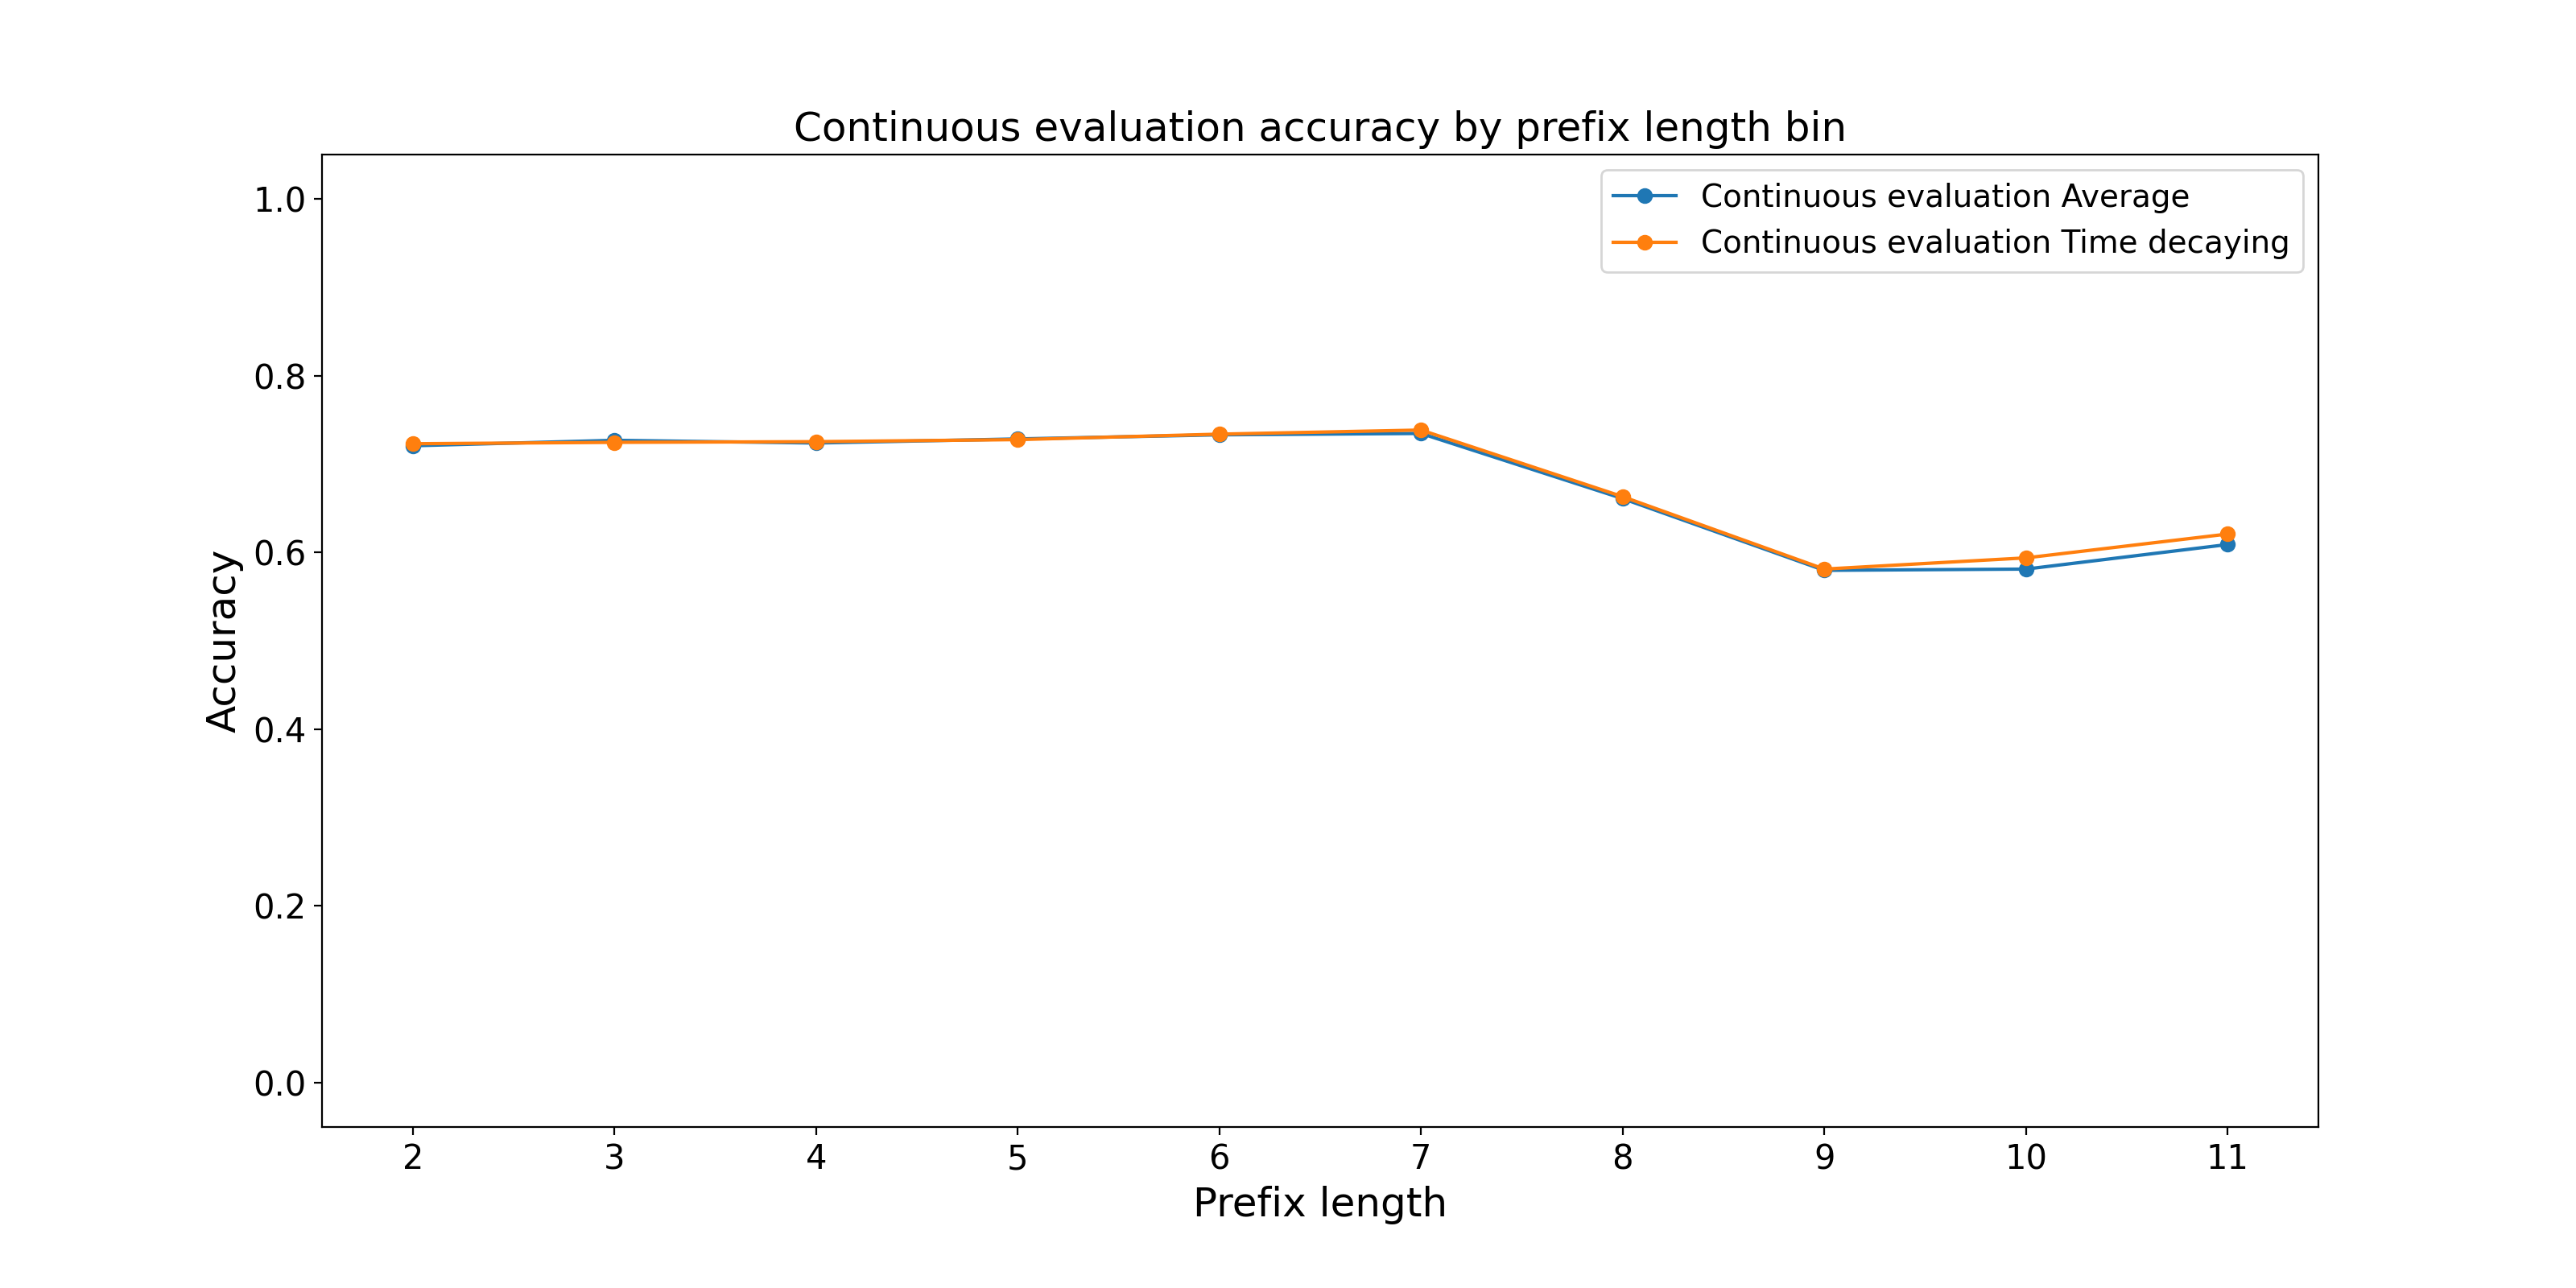 Continuous evaluation accuracy by prefix length bin
Continuous evaluation Average
Continuous evaluation Time decaying
Accuracy
1.0
0.8
0.6
0.4
0.2
0.0
2 3 4 5 6 7 8 9 10 11
Prefix length